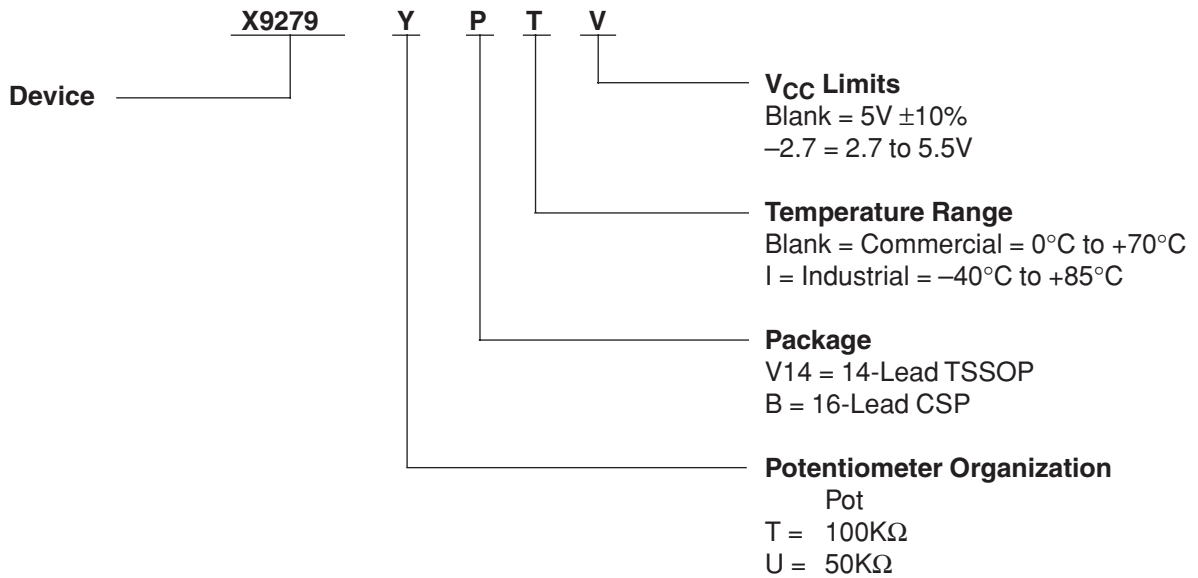 X9279 Y P T V
Device
VCC Limits
Blank = 5V ±10%
–2.7 = 2.7 to 5.5V
Temperature Range
Blank = Commercial = 0°C to +70°C
I = Industrial = –40°C to +85°C
Package
V14 = 14-Lead TSSOP
B = 16-Lead CSP
Potentiometer Organization
Pot
T = 100KΩ
U = 50KΩ